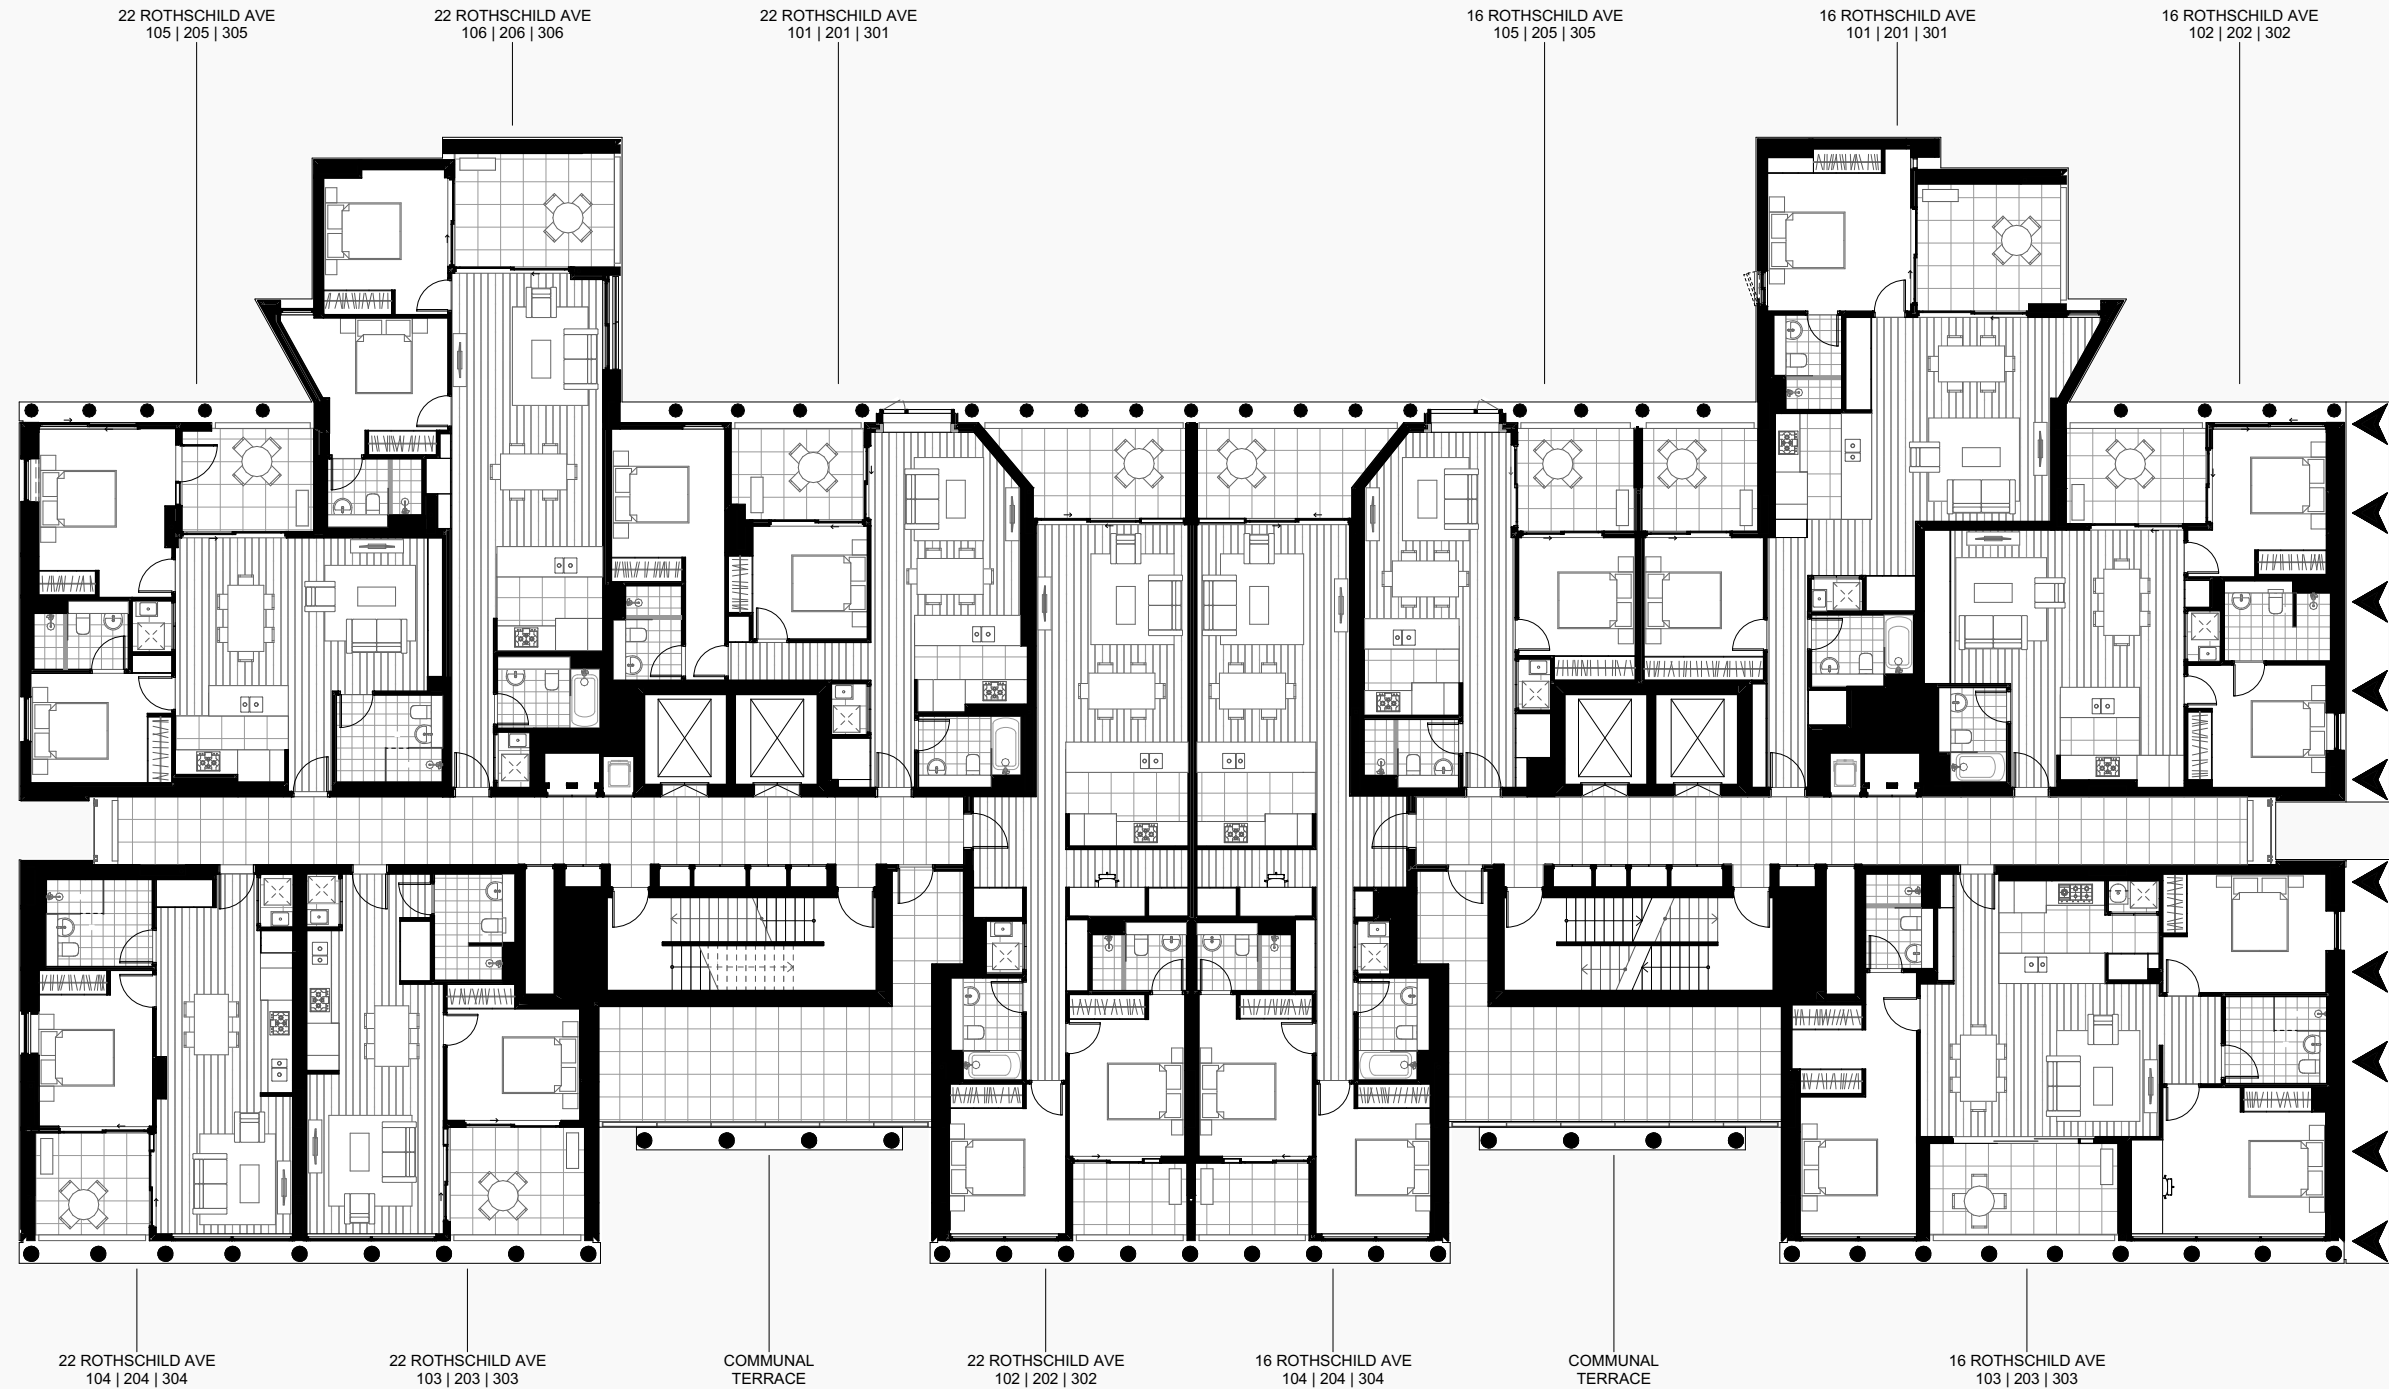 22 ROTHSCHILD AVE
105 | 205 | 305
22 ROTHSCHILD AVE
106 | 206 | 306
22 ROTHSCHILD AVE
101 | 201 | 301
16 ROTHSCHILD AVE
105 | 205 | 305
16 ROTHSCHILD AVE
101 | 201 | 301
16 ROTHSCHILD AVE
102 | 202 | 302
22 ROTHSCHILD AVE
104 | 204 | 304
22 ROTHSCHILD AVE
103 | 203 | 303
COMMUNAL
TERRACE
22 ROTHSCHILD AVE
102 | 202 | 302
16 ROTHSCHILD AVE
104 | 204 | 304
COMMUNAL
TERRACE
16 ROTHSCHILD AVE
103 | 203 | 303